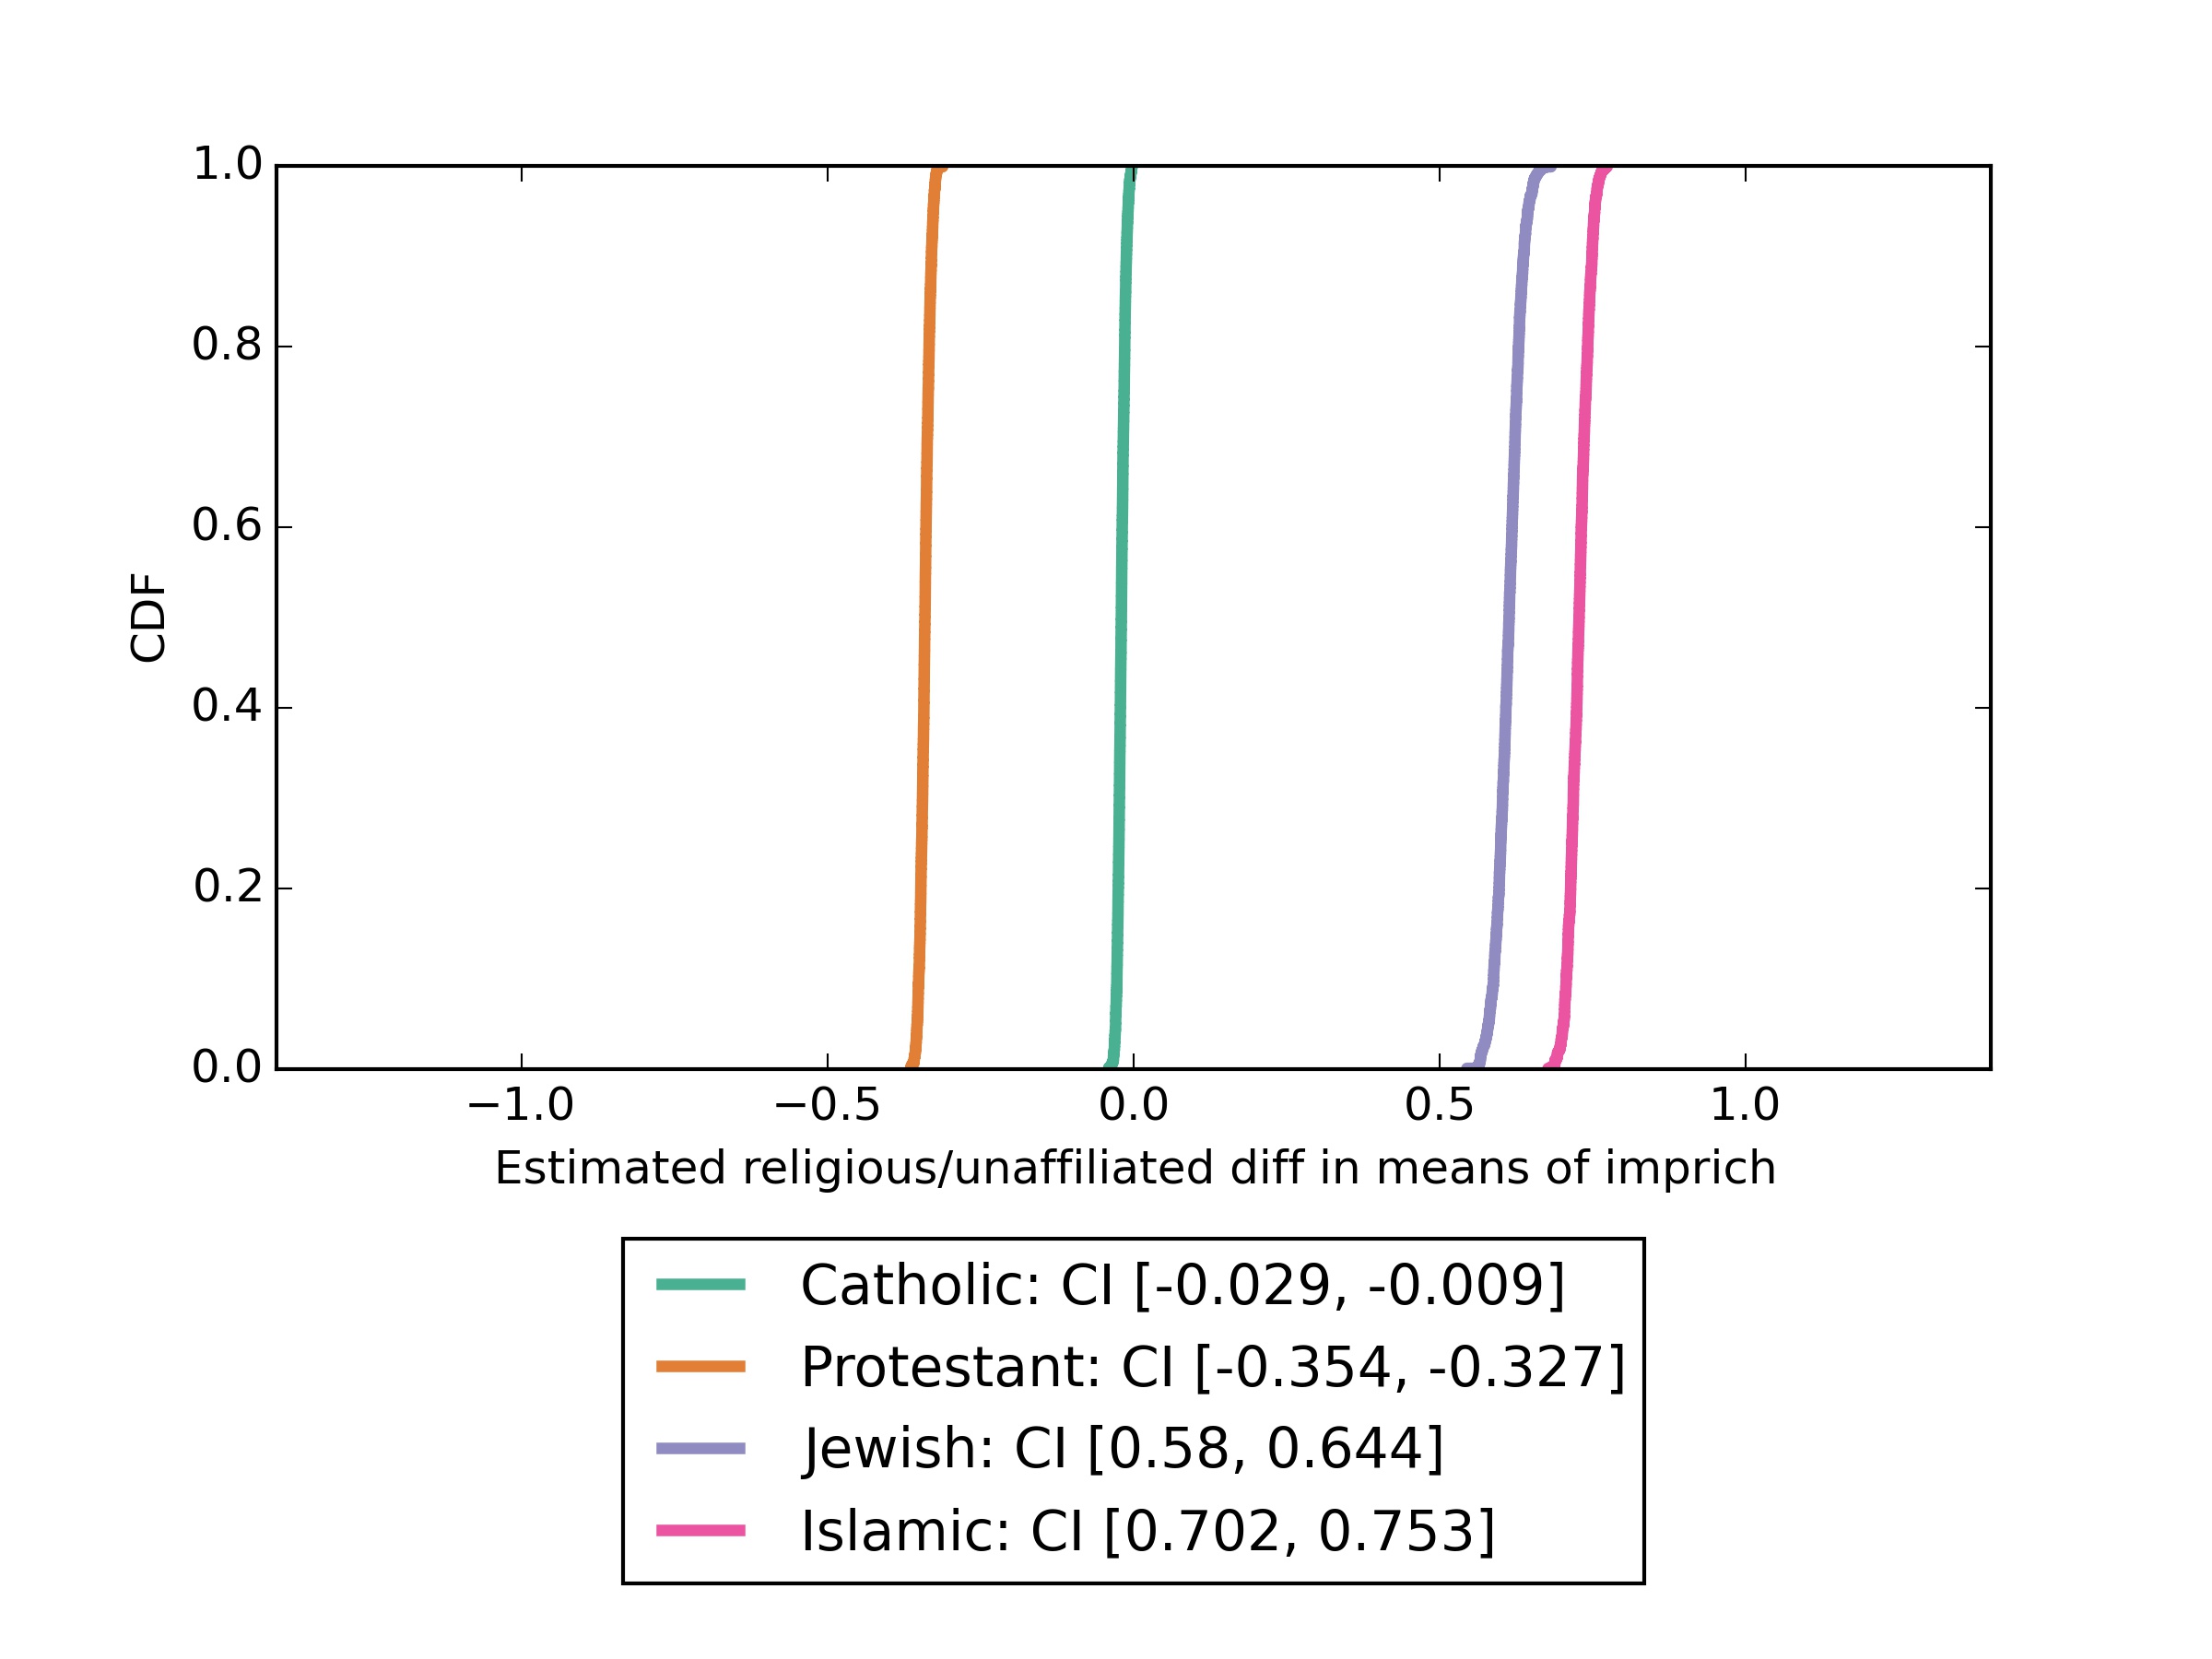 1.0
0.8
0.6
0.4
0.2
0.0
CDF
−1.0 −0.5 0.0 0.5 1.0
Estimated religious/unaffiliated diff in means of imprich
Catholic: CI [-0.029, -0.009]
Protestant: CI [-0.354, -0.327]
Jewish: CI [0.58, 0.644]
Islamic: CI [0.702, 0.753]